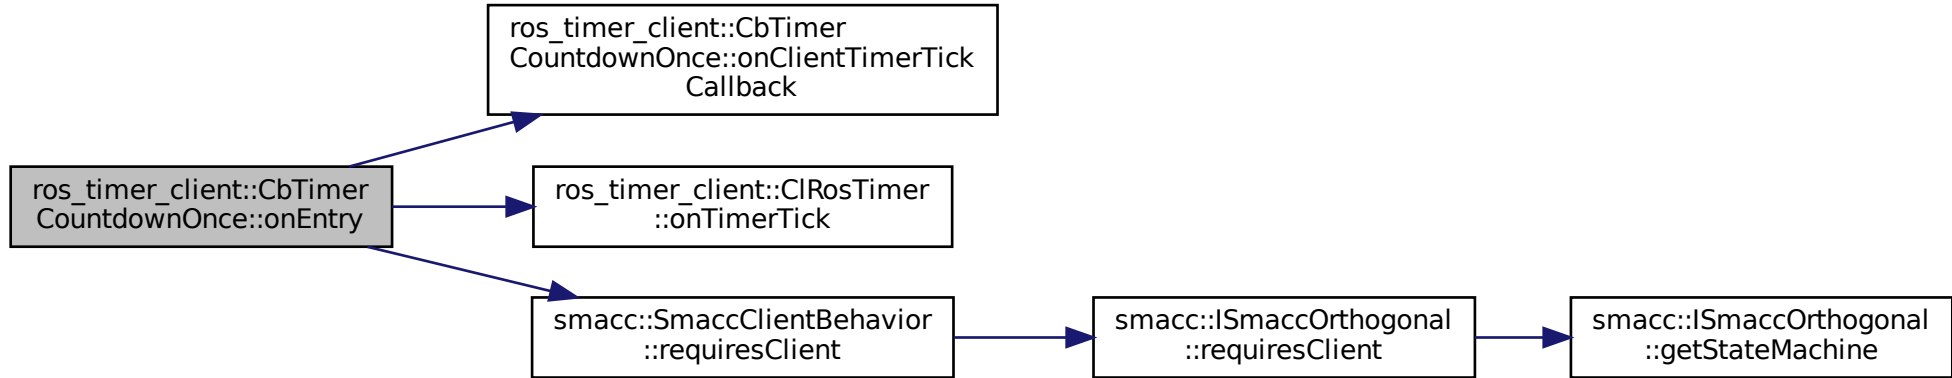 ros_timer_client::CbTimer
CountdownOnce::onClientTimerTick
Callback
ros_timer_client::CbTimer
CountdownOnce::onEntry
ros_timer_client::ClRosTimer
::onTimerTick
smacc::SmaccClientBehavior
::requiresClient
smacc::ISmaccOrthogonal
::requiresClient
smacc::ISmaccOrthogonal
::getStateMachine